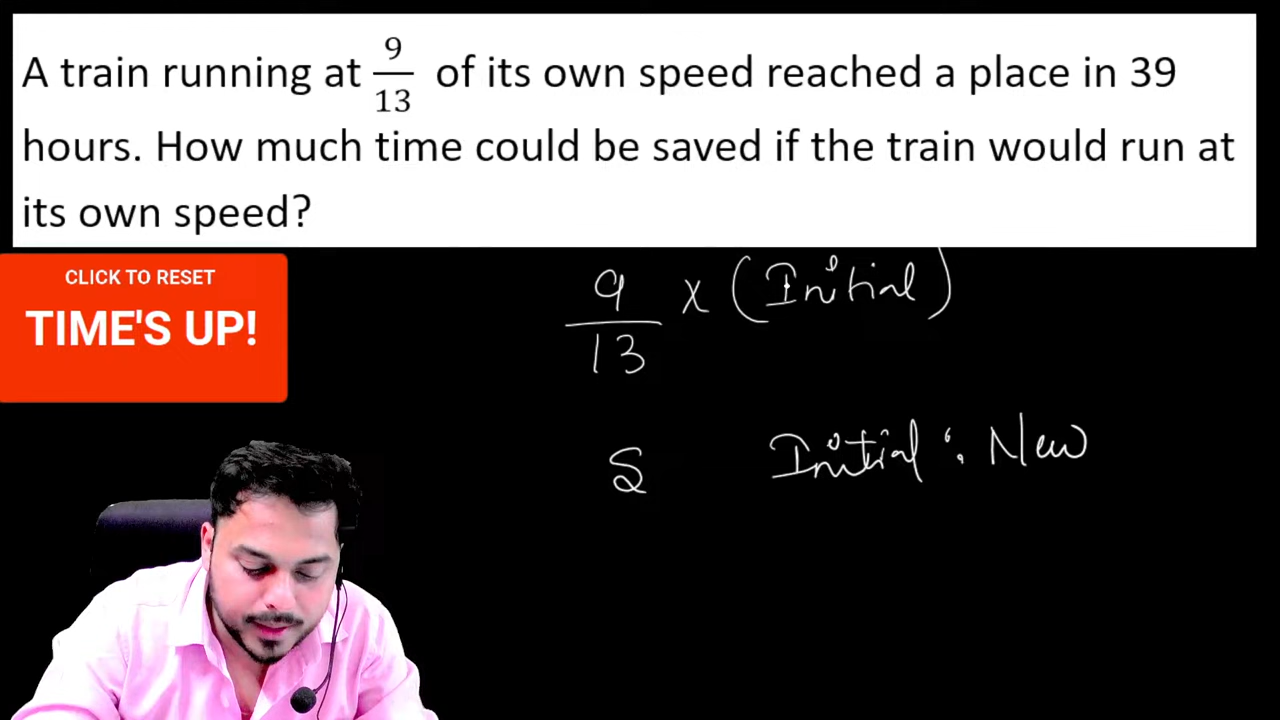 A train running at 9/13 of its own speed reached a place in 39
hours. How much time could be saved if the train would run at
its own speed?
CLICK TO RESET
TIME'S UP!
9/13 x (Initial)
S Initial : New